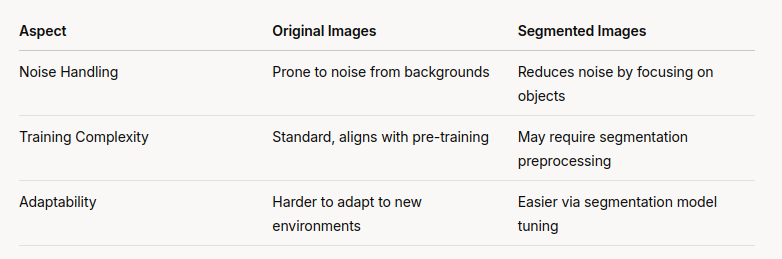 Aspect Original Images Segmented Images
Noise Handling Prone to noise from backgrounds Reduces noise by focusing on
objects
Training Complexity Standard, aligns with pre-training May require segmentation
preprocessing
Adaptability Harder to adapt to new Easier via segmentation model
environments tuning